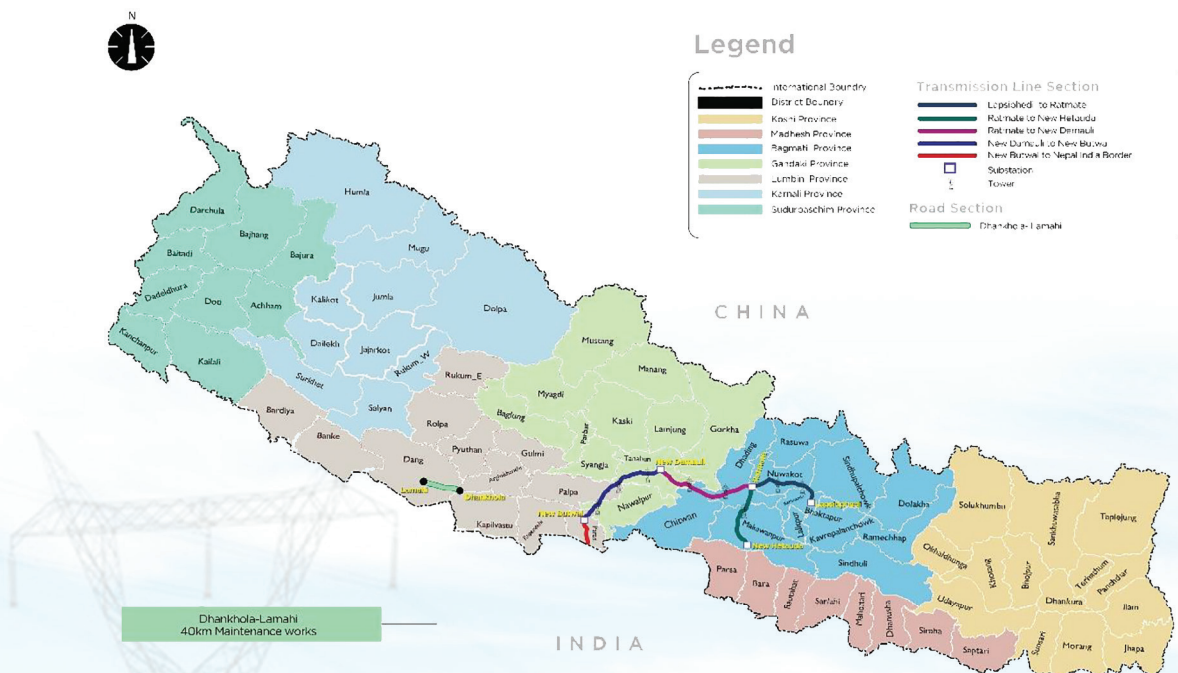 N
Legend
International Boundry
District Boundry
Koshi Province
Madhesh Province
Bagmati Province
Gandaki Province
Lumbini Province
Karnali Province
Sudurpaschim Province
Transmission Line Section
Lapsiphedi to Ratmate
Ratmate to New Hetauda
Ratmate to New Damauli
New Damauli to New Butwal
New Butwal to Nepal India Border
Substation
Tower
Road Section
Dhankhola- Lamahi
CHINA
INDIA
Humla
Darchula
Bajhang
Mugu
Baitadi
Bajura
Dadeldhura
Doti
Achham
Kalikot
Jumla
Dolpa
Kanchanpur
Kailali
Dailekh
Jajarkot
Rukum_W
Surkhet
Salyan
Rukum_E
Mustang
Manang
Myagdi
Baglung
Kaski
Lamjung
Gorkha
Parbat
Bardiya
Banke
Rolpa
Dang
Pyuthan
Gulmi
Syangja
Tanahun
New Damauli
Dhading
Rasuwa
Nuwakot
Sindhupalchowk
Dolakha
Lamahi
Dhankhola
Palpa
Nawalpur
New Butwal
Kapilvastu
Chitwan
Bhaktapur
Kavrepalanchowk
Ramechhap
Makawanpur
New Hetauda
Sindhuli
Solukhumbu
Sankhuwasabha
Taplejung
Okhaldhunga
Khotang
Bhojpur
Terhathum
Panchthar
Udaypur
Dhankuta
Ilam
Sunsari
Morang
Jhapa
Parsa
Bara
Rautahat
Sarlahi
Mahottari
Dhanusha
Siraha
Saptari
Dhankhola-Lamahi
40km Maintenance works